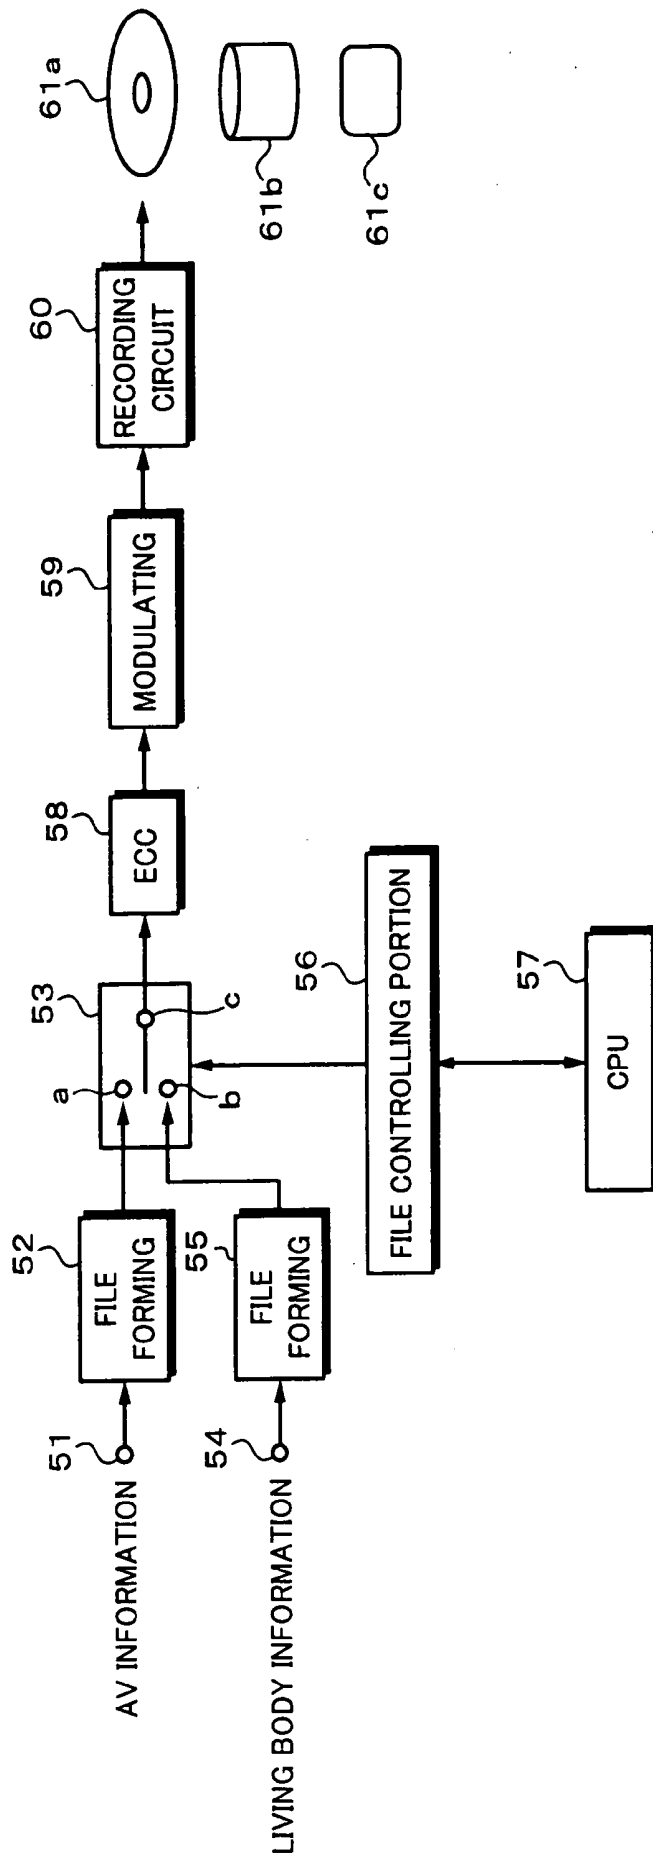 AV INFORMATION
51
52
FILE
FORMING
LIVING BODY INFORMATION
54
55
FILE
FORMING
53
a
b
c
56
FILE CONTROLLING PORTION
57
CPU
58
ECC
59
MODULATING
60
RECORDING
CIRCUIT
61a
61b
61c